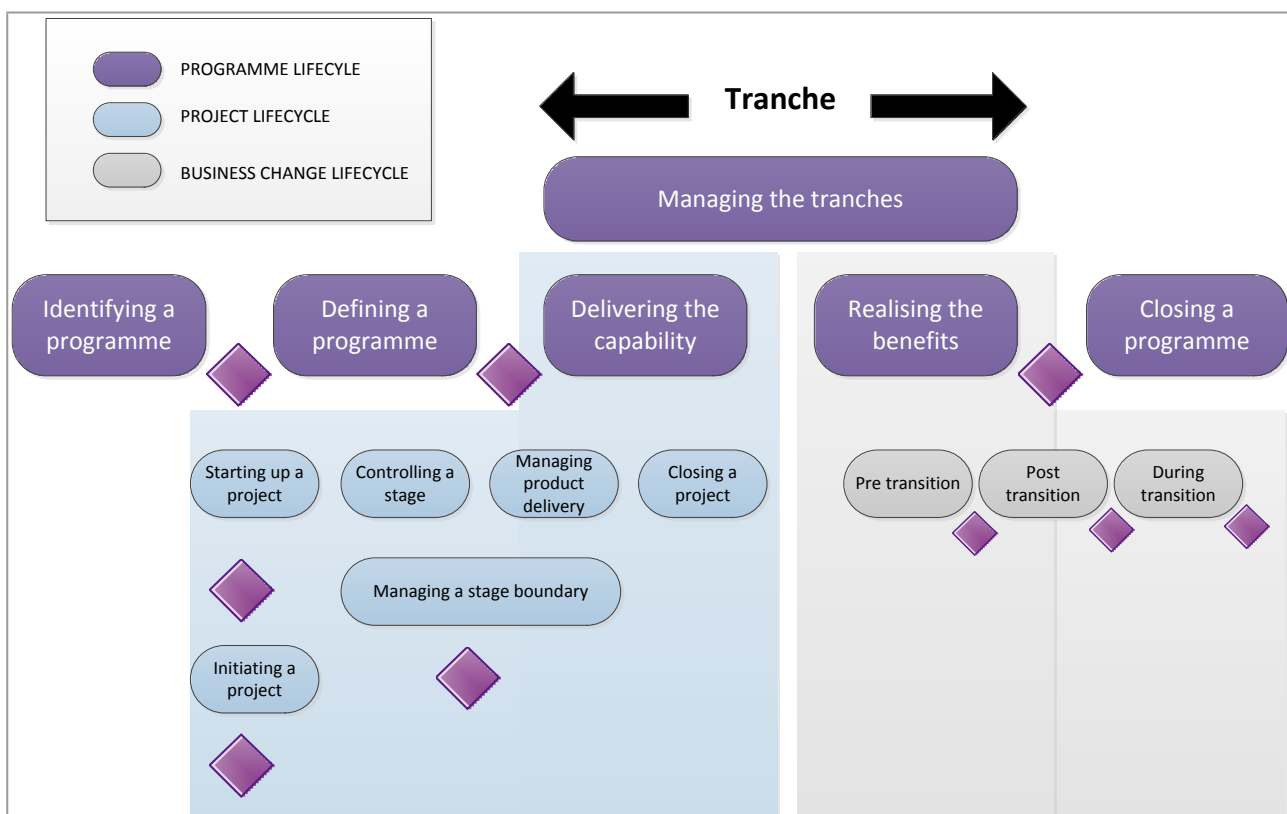 PROGRAMME LIFECYLE
PROJECT LIFECYCLE
BUSINESS CHANGE LIFECYCLE
Tranche
Managing the tranches
Identifying a
programme
Defining a
programme
Delivering the
capability
Realising the
benefits
Closing a
programme
Starting up a
project
Controlling a
stage
Managing
product
delivery
Closing a
project
Pre transition
Post
transition
During
transition
Managing a stage boundary
Initiating a
project